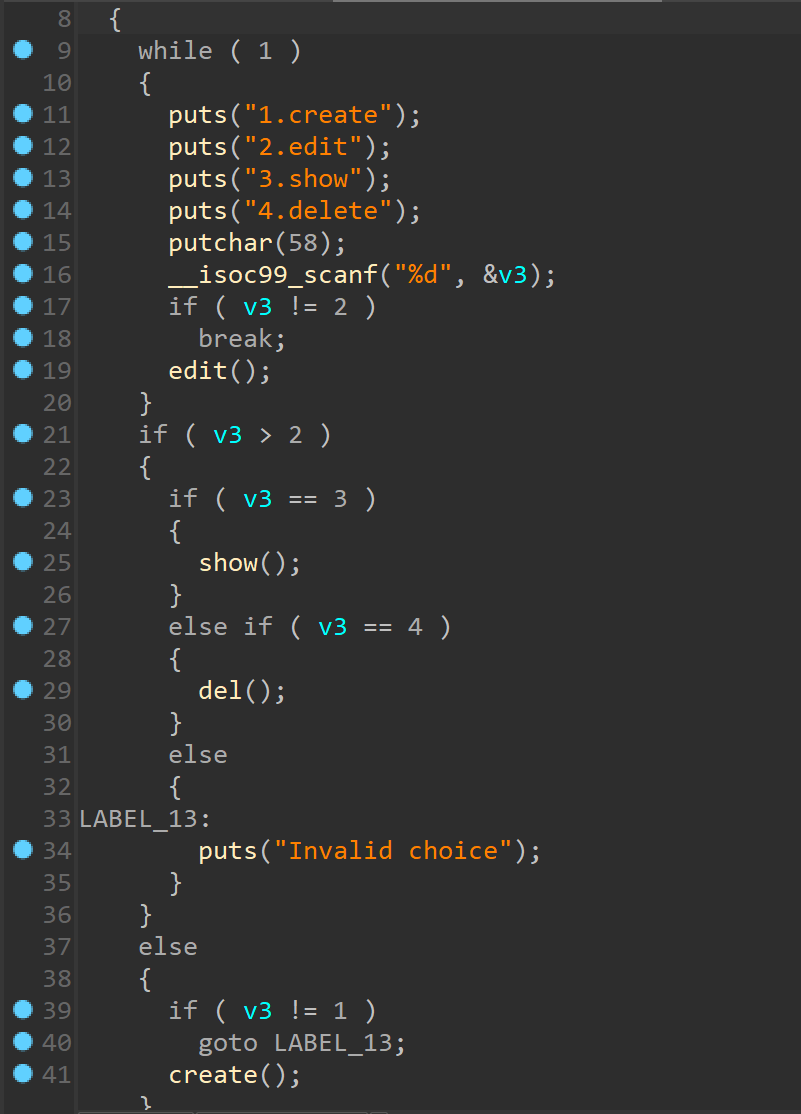 8 {
9 while ( 1 )
10 {
11 puts("1.create");
12 puts("2.edit");
13 puts("3.show");
14 puts("4.delete");
15 putchar(58);
16 __isoc99_scanf("%d", &v3);
17 if ( v3 != 2 )
18 break;
19 edit();
20 }
21 if ( v3 > 2 )
22 {
23 if ( v3 == 3 )
24 {
25 show();
26 }
27 else if ( v3 == 4 )
28 {
29 del();
30 }
31 else
32 {
33 LABEL_13:
34 puts("Invalid choice");
35 }
36 }
37 else
38 {
39 if ( v3 != 1 )
40 goto LABEL_13;
41 create();
}